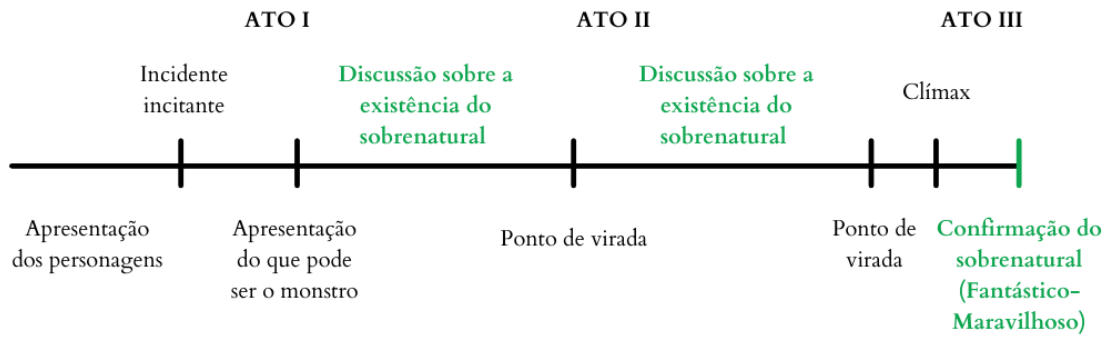 ATO I
ATO II
ATO III
Incidente
incitante
Discussão sobre a
existência do
sobrenatural
Discussão sobre a
existência do
sobrenatural
Clímax
Apresentação
dos personagens
Apresentação
do que pode
ser o monstro
Ponto de virada
Ponto de
virada
Confirmação do
sobrenatural
(Fantástico-
Maravilhoso)